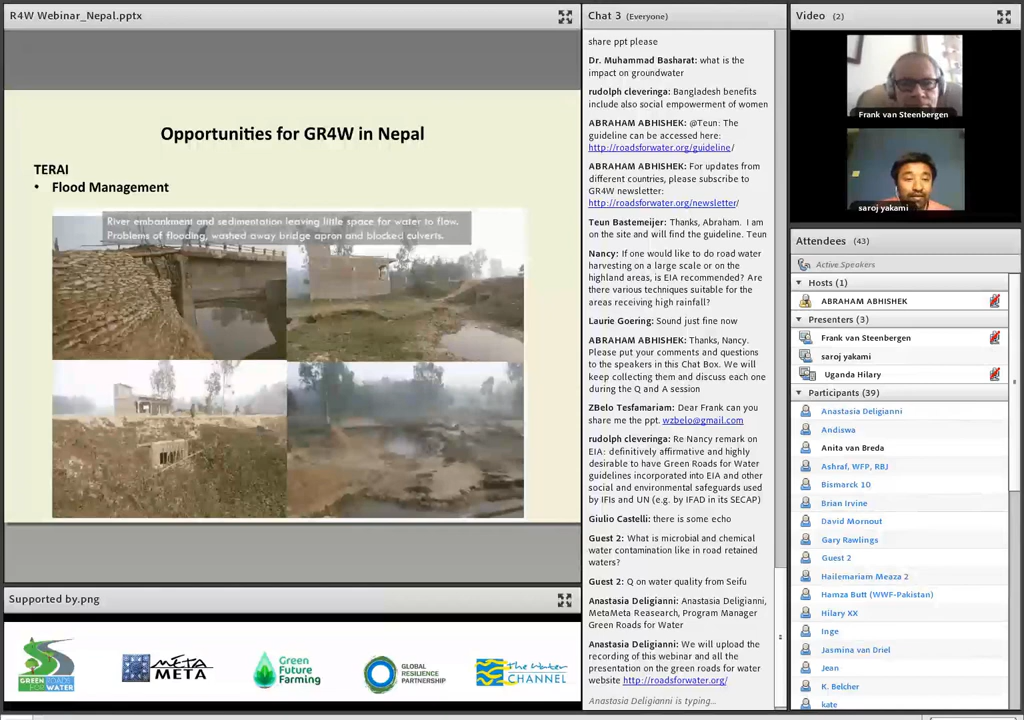 R4W Webinar_Nepal.pptx
Opportunities for GR4W in Nepal
TERAI
• Flood Management
River embankment and sedimentation leaving little space for water to flow.
Problems of flooding, washed away bridge apron and blocked culverts.
Supported by.png
GREEN ROADS
FOR WATER
META
META
Green
Future
Farming
GLOBAL
RESILIENCE
PARTNERSHIP
The Water
CHANNEL
Chat 3 (Everyone)
share ppt please
Dr. Muhammad Basharat: what is the
impact on groundwater
rudolph cleveringa: Bangladesh benefits
include also social empowerment of women
ABRAHAM ABHISHEK: @Teun: The
guideline can be accessed here:
http://roadsforwater.org/guideline/
ABRAHAM ABHISHEK: For updates from
different countries, please subscribe to
GR4W newsletter:
http://roadsforwater.org/newsletter/
Teun Bastemeijer: Thanks, Abraham. I am
on the site and will find the guideline. Teun
Nancy: If one would like to do road water
harvesting on a large scale or on the
highland areas, is EIA recommended? Are
there various techniques suitable for the
areas receiving high rainfall?
Laurie Goering: Sound just fine now
ABRAHAM ABHISHEK: Thanks, Nancy.
Please put your comments and questions
to the speakers in this Chat Box. We will
keep collecting them and discuss each one
during the Q and A session
ZBelo Tesfamariam: Dear Frank can you
share me the ppt. wzbelo@gmail.com
rudolph cleveringa: Re Nancy remark on
EIA: definitively affirmative and highly
desirable to have Green Roads for Water
guidelines incorporated into EIA and other
social and environmental safeguards used
by IFIs and UN (e.g. by IFAD in its SECAP)
Giulio Castelli: there is some echo
Guest 2: What is microbial and chemical
water contamination like in road retained
waters?
Guest 2: Q on water quality from Seifu
Anastasia Deligianni: Anastasia Deligianni,
MetaMeta Reasearch, Program Manager
Green Roads for Water
Anastasia Deligianni: We will upload the
recording of this webinar and all the
presentation on the green roads for water
website http://roadsforwater.org/
Anastasia Deligianni is typing...
Video (2)
Frank van Steenbergen
saroj yakami
Attendees (43)
Active Speakers
Hosts (1)
ABRAHAM ABHISHEK
Presenters (3)
Frank van Steenbergen
saroj yakami
Uganda Hilary
Participants (39)
Anastasia Deligianni
Andiswa
Anita van Breda
Ashraf, WFP, RBJ
Bismarck 10
Brian Irvine
David Mornout
Gary Rawlings
Guest 2
Hailemariam Meaza 2
Hamza Butt (WWF-Pakistan)
Hilary XX
Inge
Jasmina van Driel
Jean
K. Belcher
kate